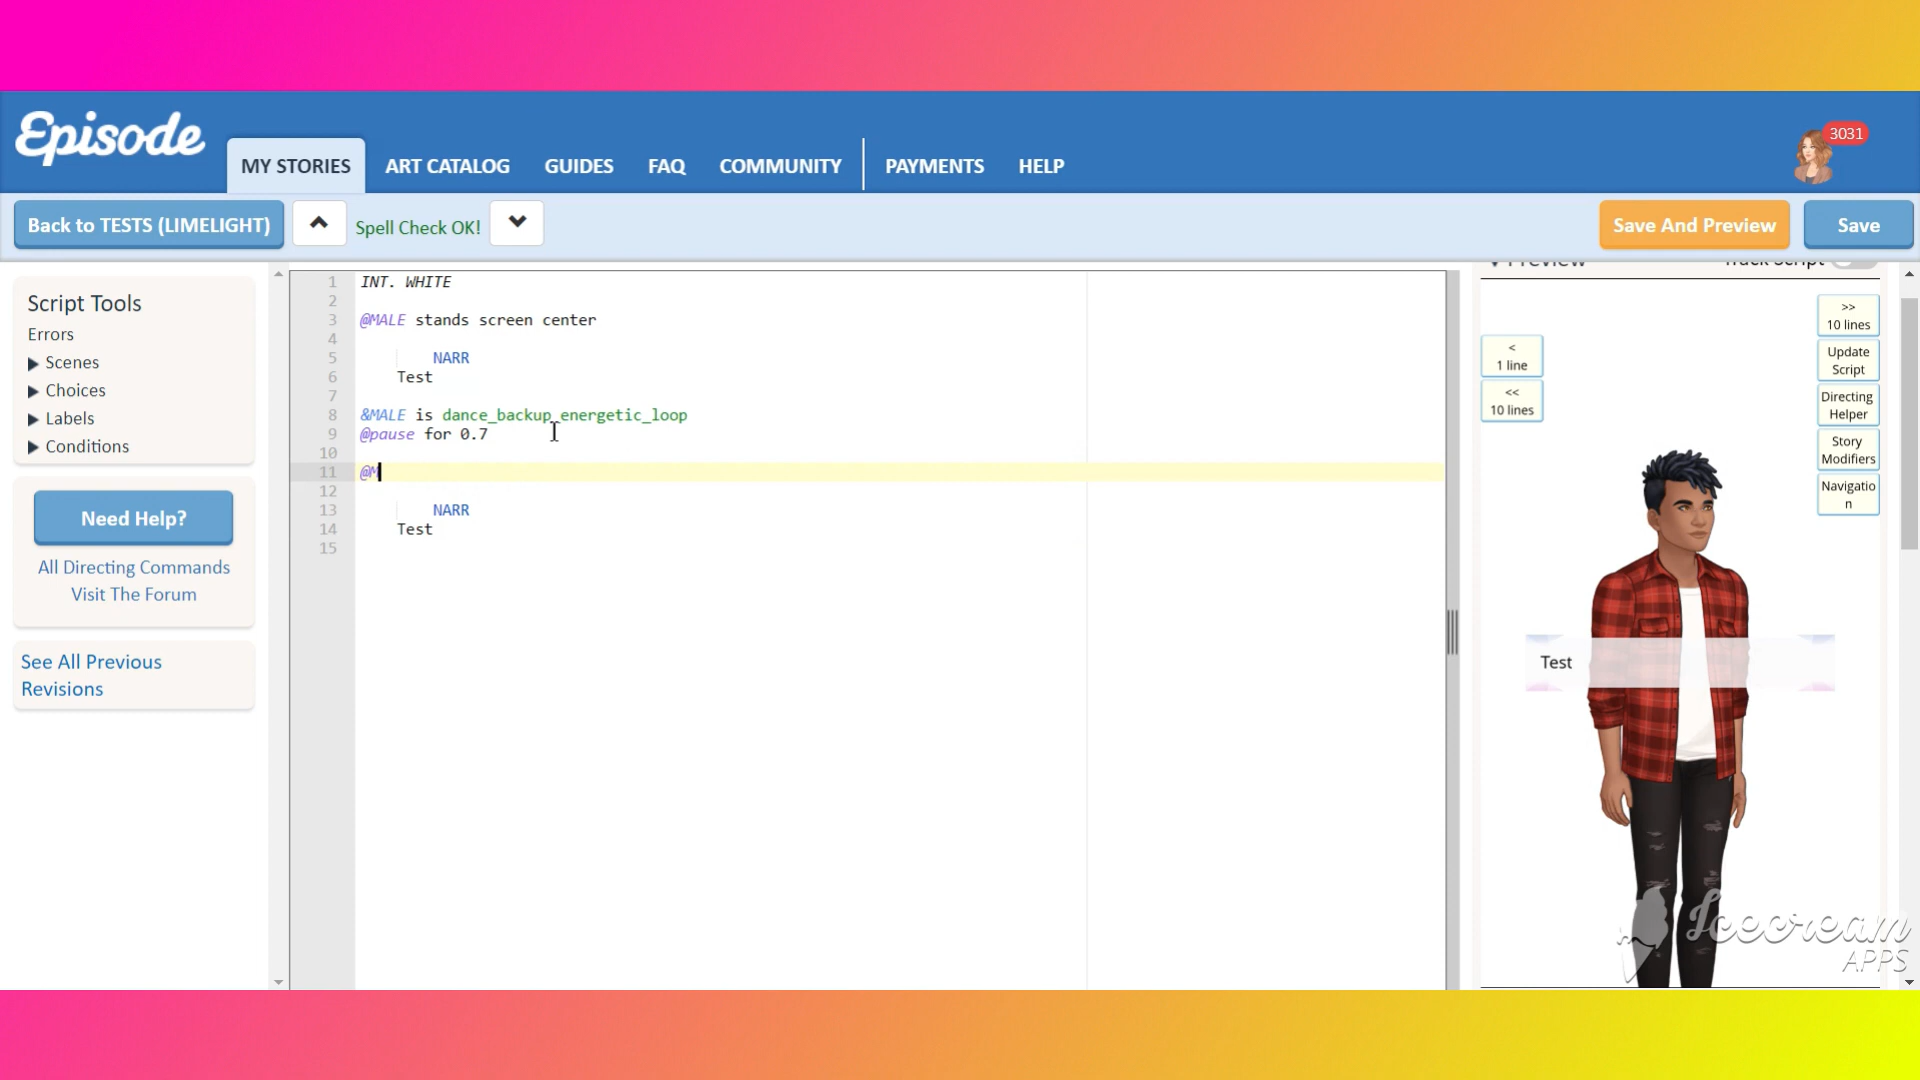 Episode
MY STORIES
ART CATALOG
GUIDES
FAQ
COMMUNITY
PAYMENTS
HELP
3031
Back to TESTS (LIMELIGHT)
Spell Check OK!
Save And Preview
Save
Script Tools
Errors
Scenes
Choices
Labels
Conditions
Need Help?
All Directing Commands
Visit The Forum
See All Previous
Revisions
1 INT. WHITE
2
3 @MALE stands screen center
4
5 NARR
6 Test
7
8 &MALE is dance_backup_energetic_loop
9 @pause for 0.7
10
11 @M
12
13 NARR
14 Test
15
Preview
Track Script
<
1 line
<<
10 lines
>>
10 lines
Update
Script
Directing
Helper
Story
Modifiers
Navigatio
n
Test
Icecream
APPS